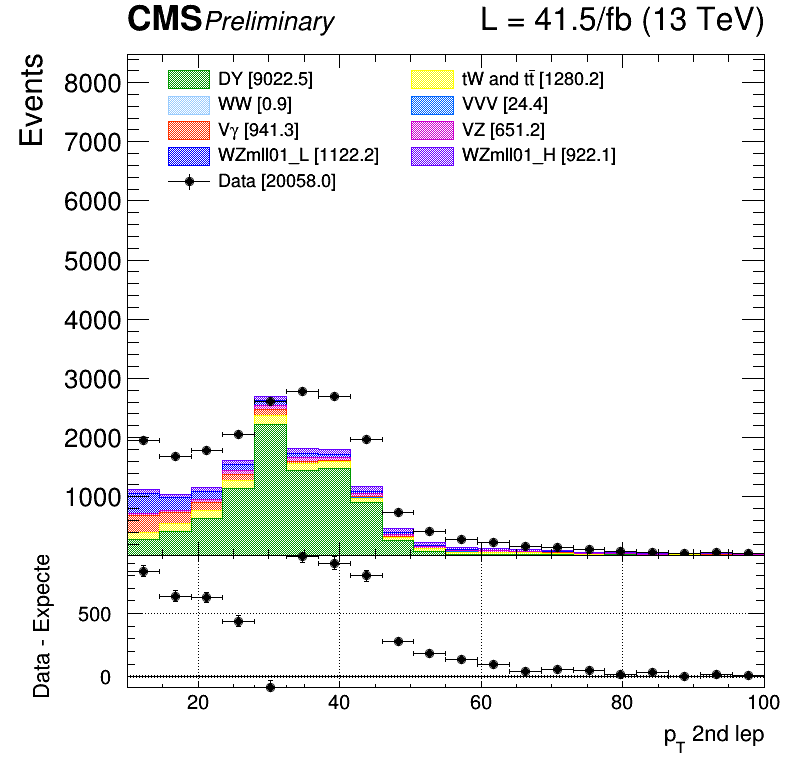 CMS Preliminary L = 41.5/fb (13 TeV)
Events
8000
7000
6000
5000
4000
3000
2000
1000
DY [9022.5]
tW and tt̄ [1280.2]
WW [0.9]
VVV [24.4]
Vγ [941.3]
VZ [651.2]
WZmll01_L [1122.2]
WZmll01_H [922.1]
Data [20058.0]
Data - Expecte
500
0
20 40 60 80 100
pT 2nd lep